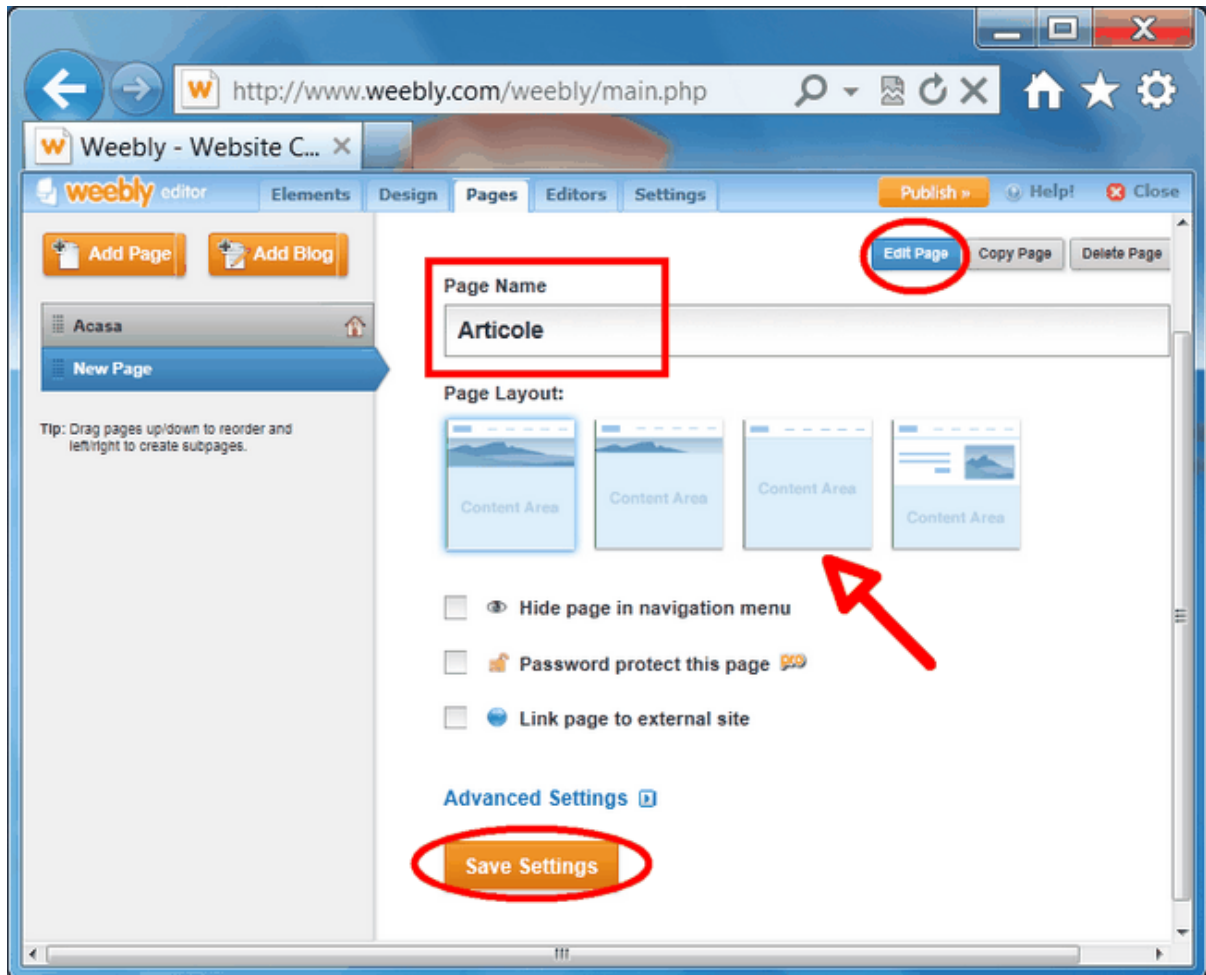 http://www.weebly.com/weebly/main.php
Weebly - Website C...
weebly editor
Elements
Design
Pages
Editors
Settings
Publish »
Help!
Close
Add Page
Add Blog
Edit Page
Copy Page
Delete Page
Acasa
New Page
Tip: Drag pages up/down to reorder and
left/right to create subpages.
Page Name
Articole
Page Layout:
Content Area
Content Area
Content Area
Content Area
Hide page in navigation menu
Password protect this page pro
Link page to external site
Advanced Settings
Save Settings